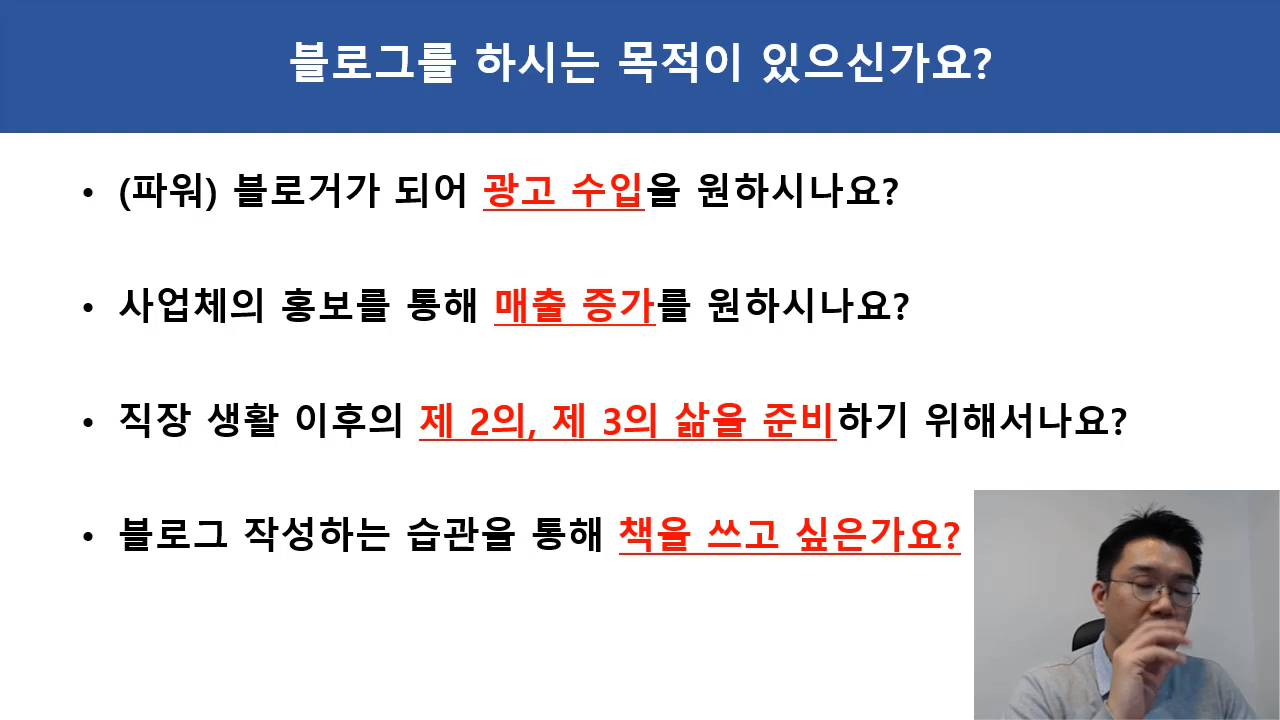 블로그를 하시는 목적이 있으신가요?
• (파워) 블로거가 되어 광고 수입을 원하시나요?
• 사업체의 홍보를 통해 매출 증가를 원하시나요?
• 직장 생활 이후의 제 2의, 제 3의 삶을 준비하기 위해서나요?
• 블로그 작성하는 습관을 통해 책을 쓰고 싶은가요?